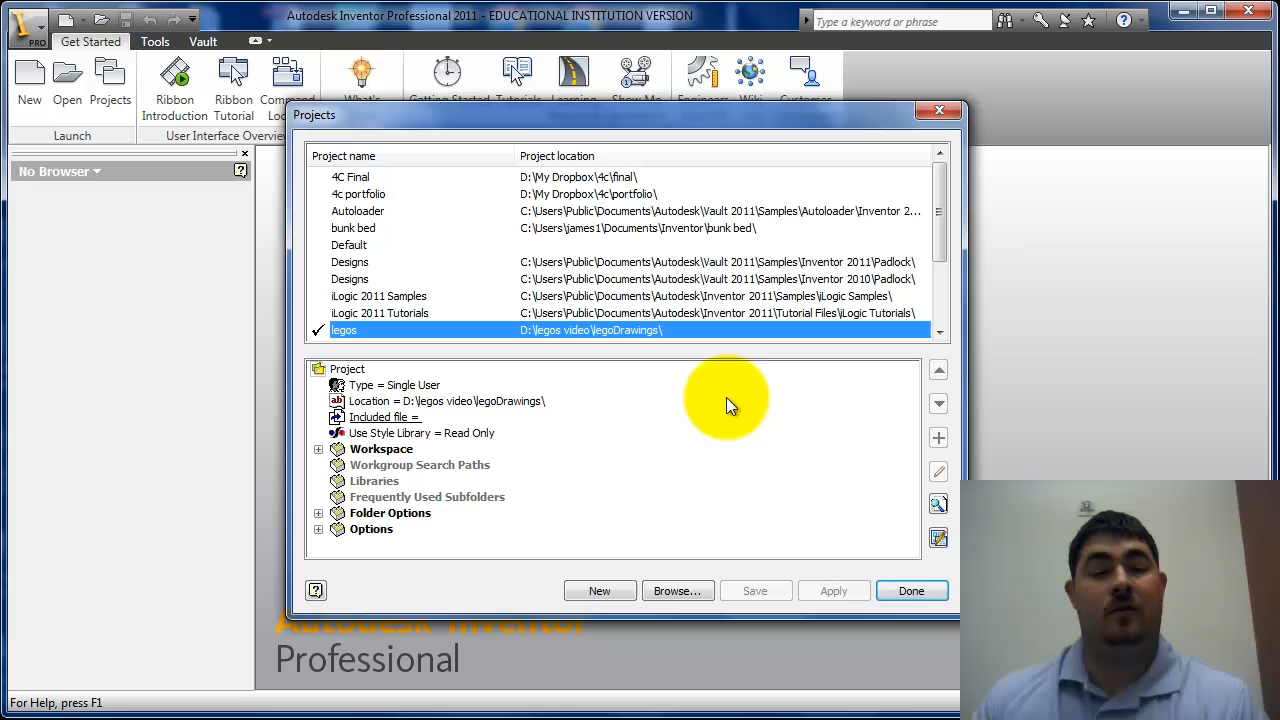 Autodesk Inventor Professional 2011 - EDUCATIONAL INSTITUTION VERSION
Type a keyword or phrase
PRO
Get Started Tools Vault
New Open Projects Ribbon Introduction Ribbon Tutorial
Launch User Interface Overvie
Projects
No Browser
Project name Project location
4C Final D:\My Dropbox\4c\final\
4c portfolio D:\My Dropbox\4c\portfolio\
Autoloader C:\Users\Public\Documents\Autodesk\Vault 2011\Samples\Autoloader\Inventor 2...
bunk bed C:\Users\james1\Documents\Inventor\bunk bed\
Default
Designs C:\Users\Public\Documents\Autodesk\Vault 2011\Samples\Inventor 2011\Padlock\
Designs C:\Users\Public\Documents\Autodesk\Vault 2011\Samples\Inventor 2010\Padlock\
iLogic 2011 Samples C:\Users\Public\Documents\Autodesk\Inventor 2011\Samples\iLogic Samples\
iLogic 2011 Tutorials C:\Users\Public\Documents\Autodesk\Inventor 2011\Tutorial Files\iLogic Tutorials\
legos D:\legos video\legoDrawings\
Project
Type = Single User
Location = D:\legos video\legoDrawings\
Included file =
Use Style Library = Read Only
Workspace
Workgroup Search Paths
Libraries
Frequently Used Subfolders
Folder Options
Options
New Browse... Save Apply Done
Autodesk Inventor
Professional
For Help, press F1